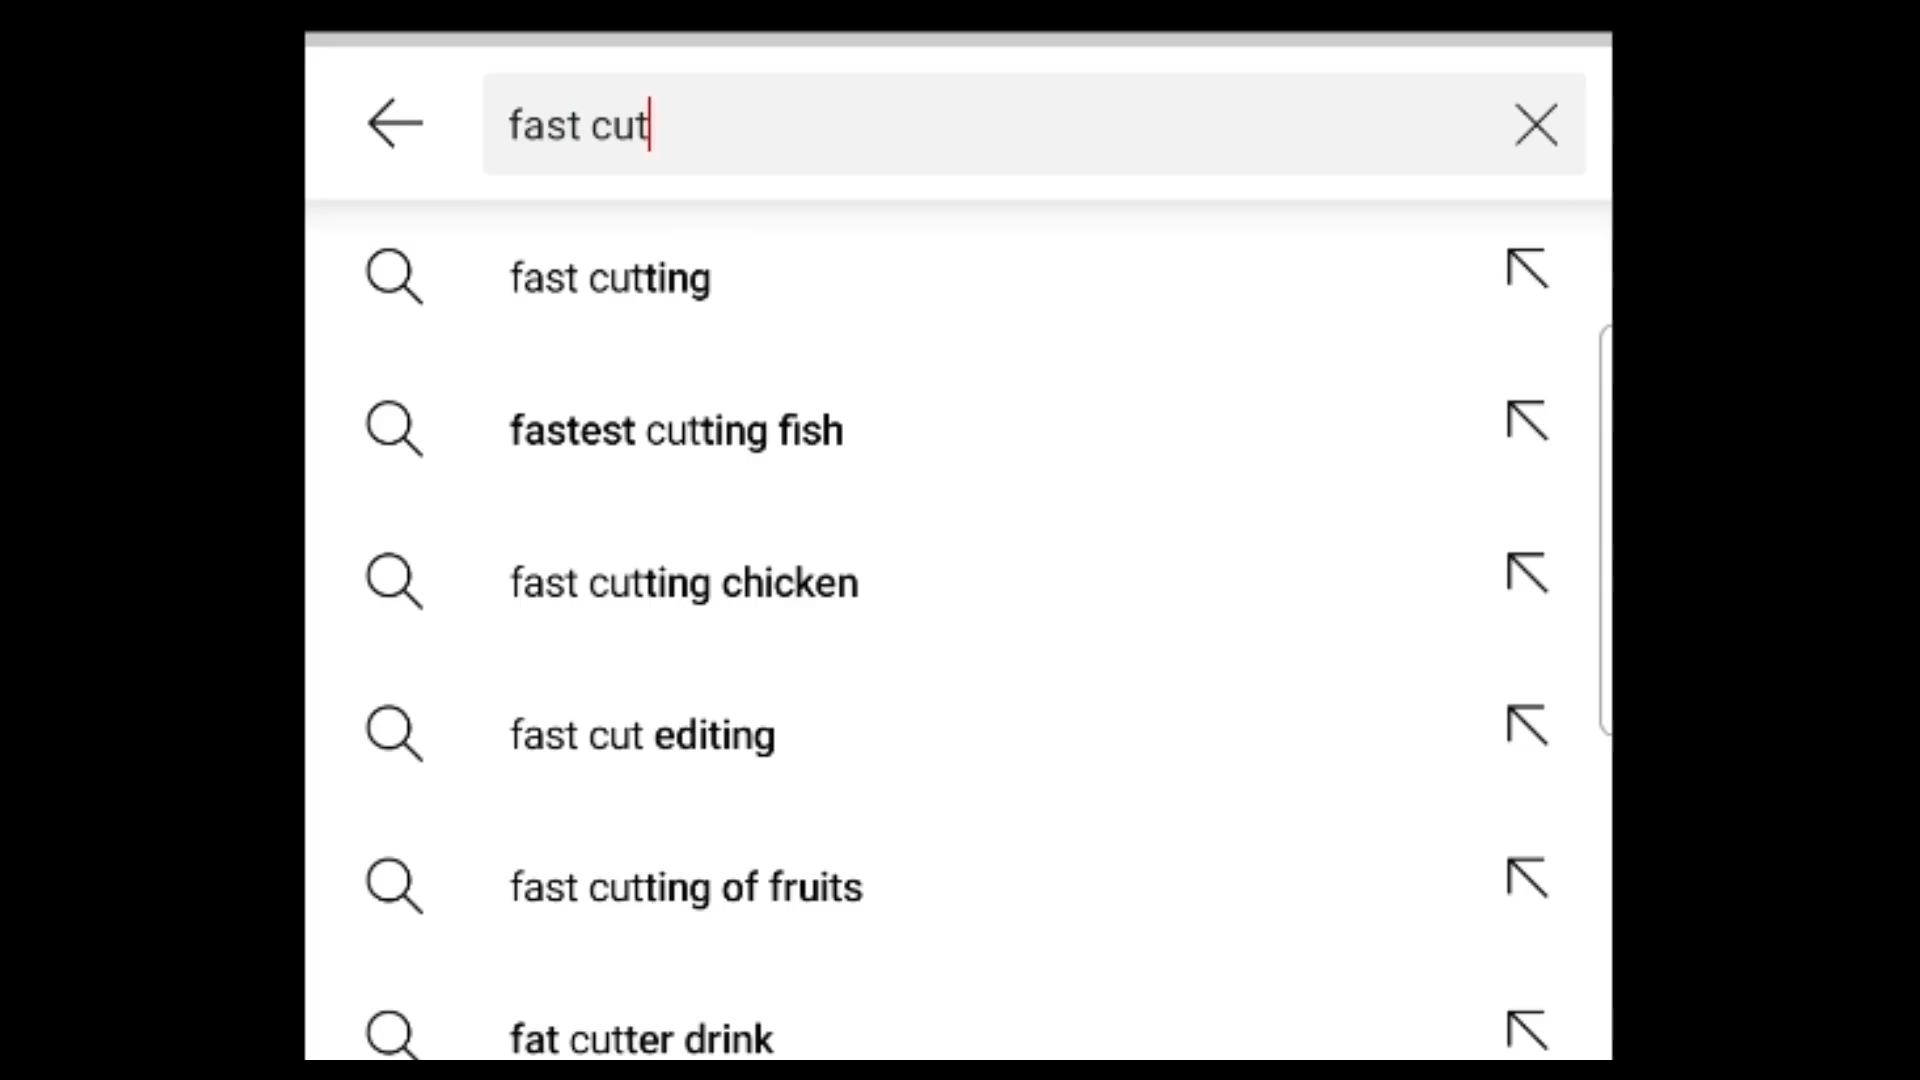 fast cut
fast cutting
fastest cutting fish
fast cutting chicken
fast cut editing
fast cutting of fruits
fat cutter drink